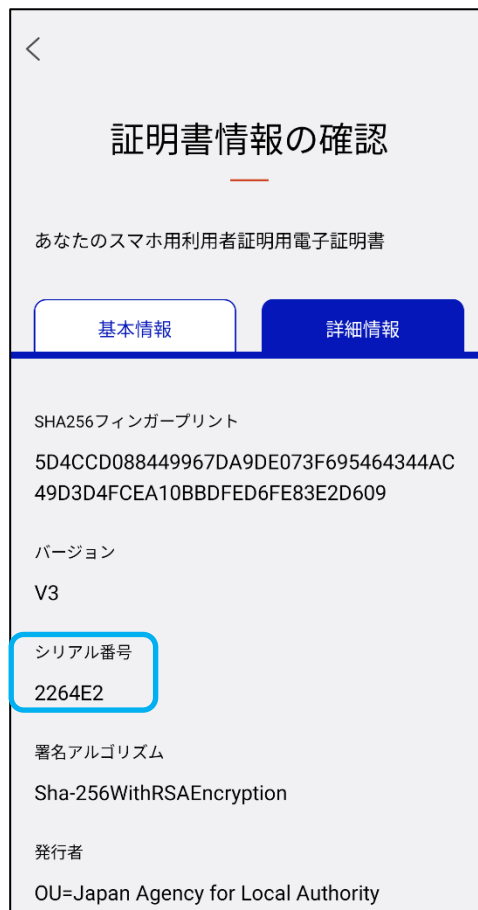 証明書情報の確認
あなたのスマホ用利用者証明用電子証明書
基本情報
詳細情報
SHA256フィンガープリント
5D4CCD088449967DA9DE073F695464344AC
49D3D4FCEA10BBDFED6FE83E2D609
バージョン
V3
シリアル番号
2264E2
署名アルゴリズム
Sha-256WithRSAEncryption
発行者
OU=Japan Agency for Local Authority